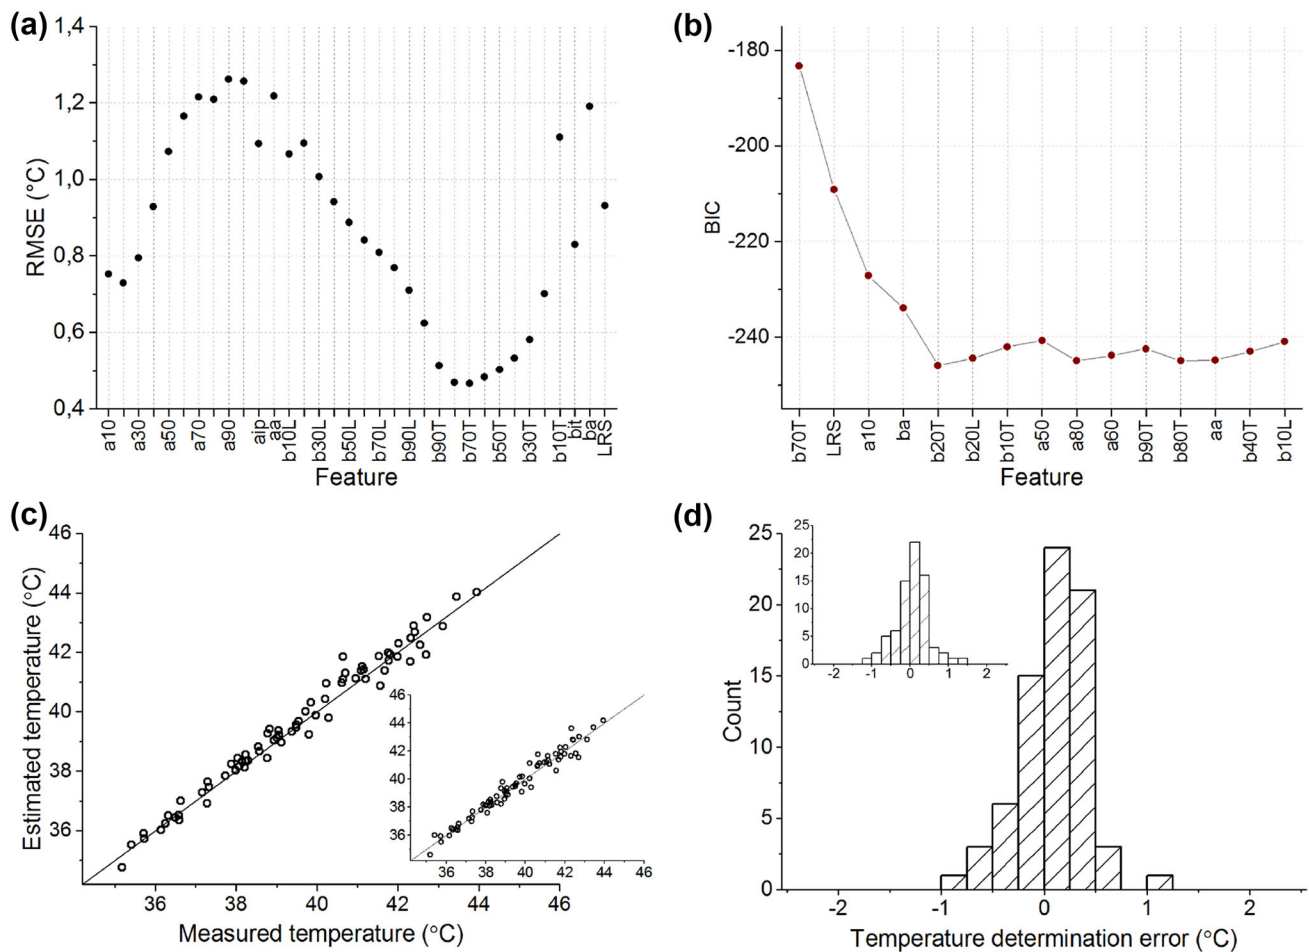 (a)
1,4
1,2
1,0
0,8
0,6
0,4
RMSE (°C)
a10
a30
a50
a70
a90
aip
aa
b10L
b30L
b50L
b70L
b90L
b90T
b70T
b50T
b30T
b10T
bit
ba
LRS
Feature
(b)
-180
-200
-220
-240
BIC
b70T
LRS
a10
ba
b20T
b20L
b10T
a50
a80
a60
b90T
b80T
aa
b40T
b10L
Feature
(c)
46
44
42
40
38
36
Estimated temperature (°C)
36 38 40 42 44 46
Measured temperature (°C)
46
44
42
40
38
36
36 38 40 42 44 46
(d)
25
20
15
10
5
0
Count
-2 -1 0 1 2
Temperature determination error (°C)
25
20
15
10
5
0
-2 -1 0 1 2